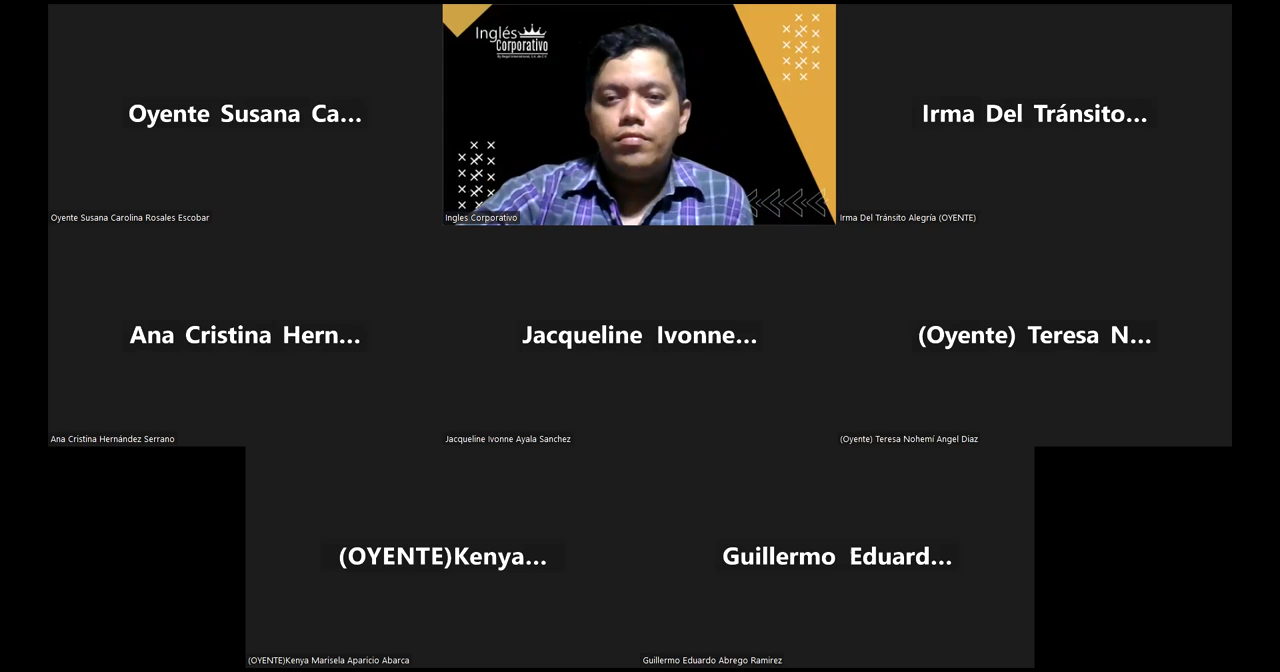 Oyente Susana Ca...
Oyente Susana Carolina Rosales Escobar
Inglés
Corporativo
Ingles Corporativo
Irma Del Tránsito...
Irma Del Tránsito Alegría (OYENTE)
Ana Cristina Hern...
Ana Cristina Hernández Serrano
Jacqueline Ivonne...
Jacqueline Ivonne Ayala Sanchez
(Oyente) Teresa N...
(Oyente) Teresa Nohemí Angel Diaz
(OYENTE)Kenya...
(OYENTE)Kenya Marisela Aparicio Abarca
Guillermo Eduard...
Guillermo Eduardo Abrego Ramirez